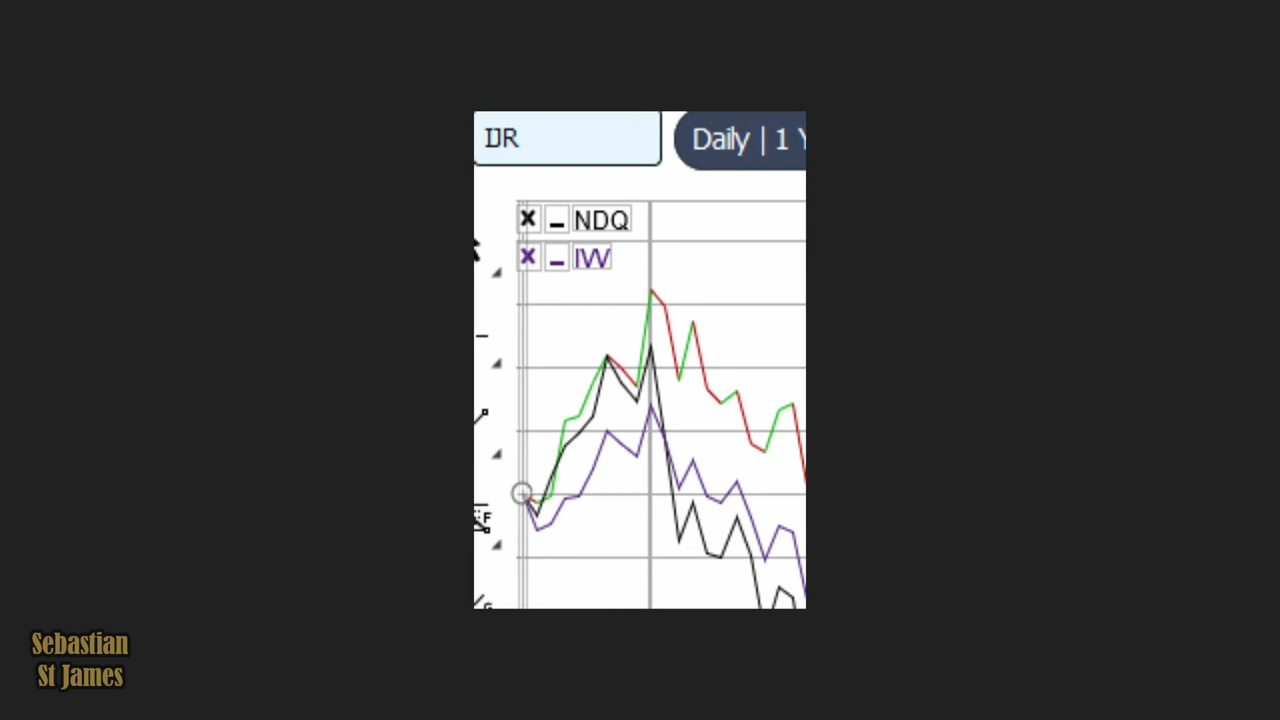 IJR
Daily | 1 Y
NDQ
IVV
F
G
Sebastian
St James